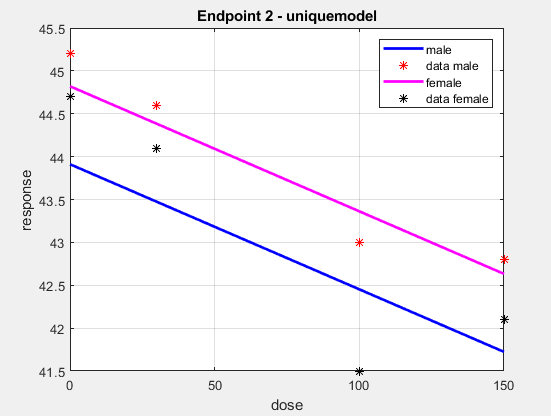 Endpoint 2 - uniquemodel
45.5
45
44.5
44
43.5
43
42.5
42
41.5
response
male
data male
female
data female
0
50
100
150
dose